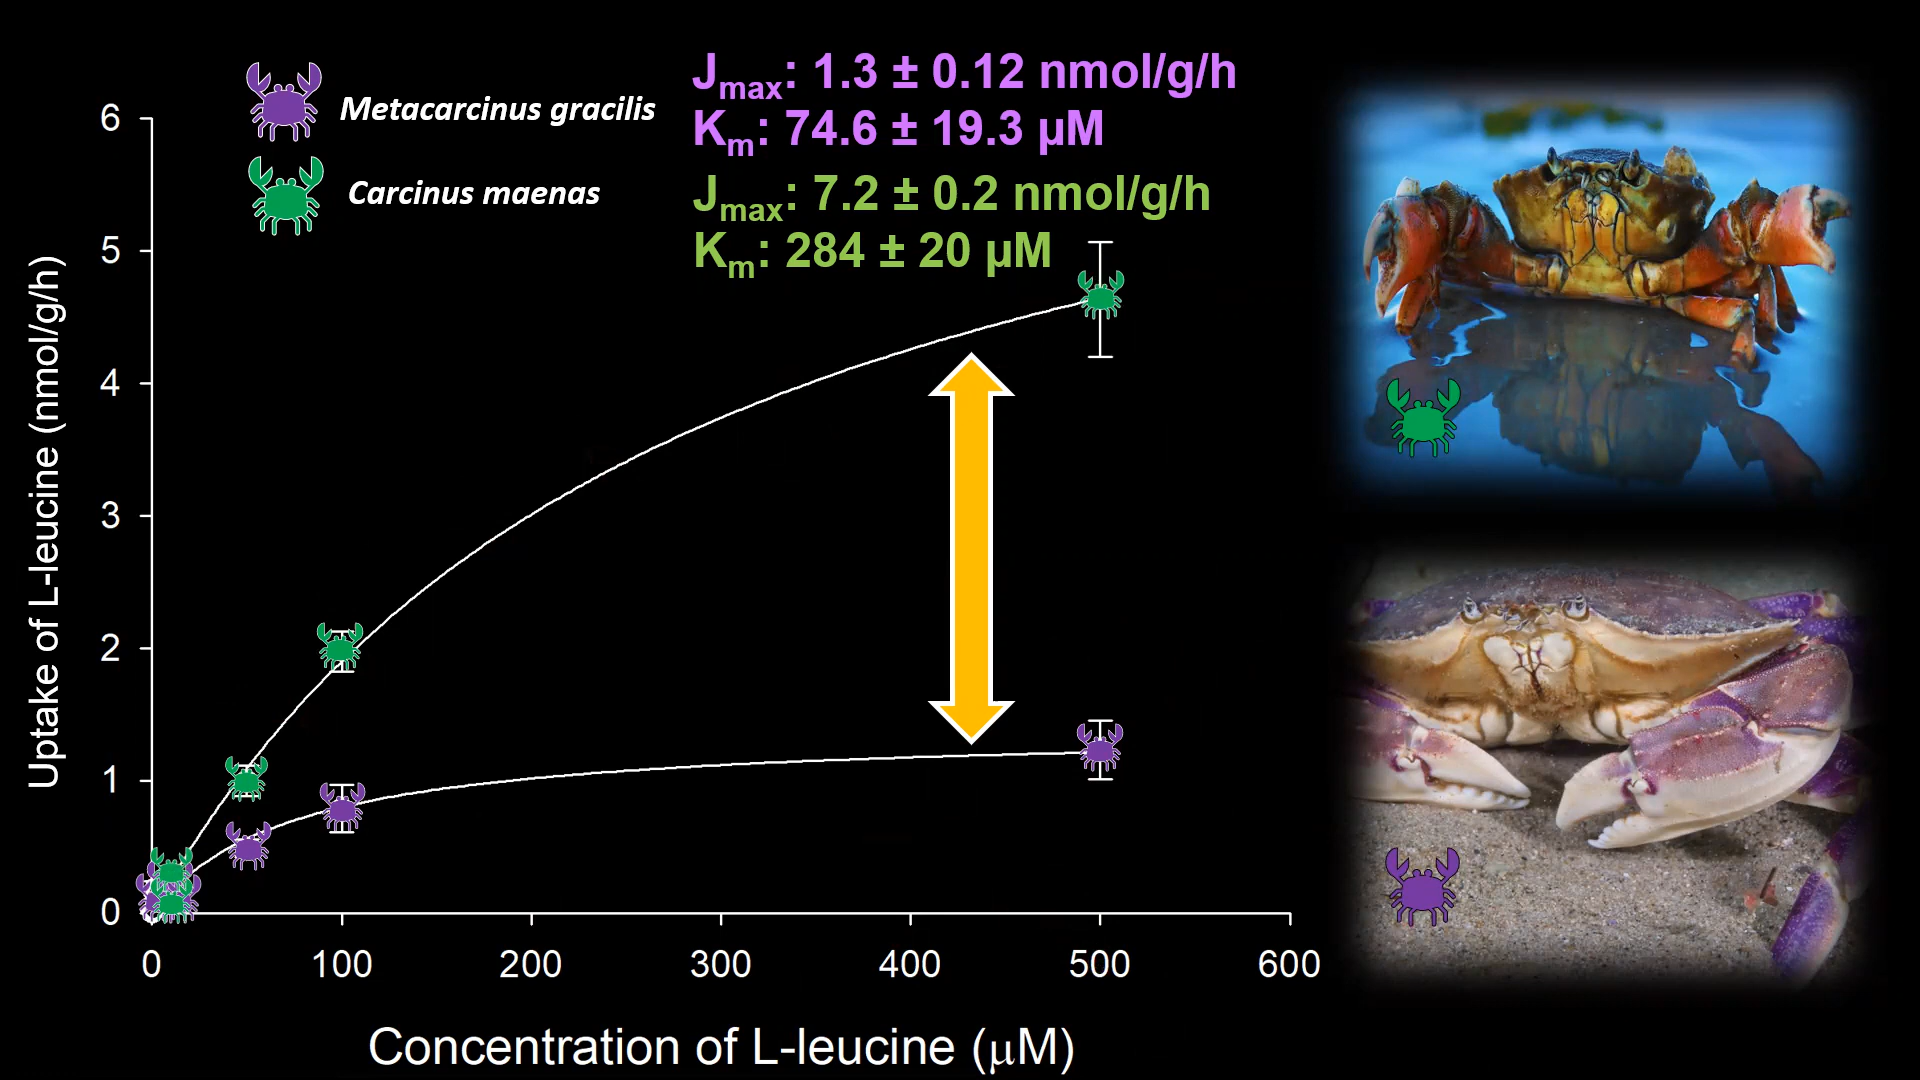 Metacarcinus gracilis
Carcinus maenas
Jmax: 1.3 ± 0.12 nmol/g/h
Km: 74.6 ± 19.3 µM
Jmax: 7.2 ± 0.2 nmol/g/h
Km: 284 ± 20 µM
Uptake of L-leucine (nmol/g/h)
6
5
4
3
2
1
0
0 100 200 300 400 500 600
Concentration of L-leucine (µM)